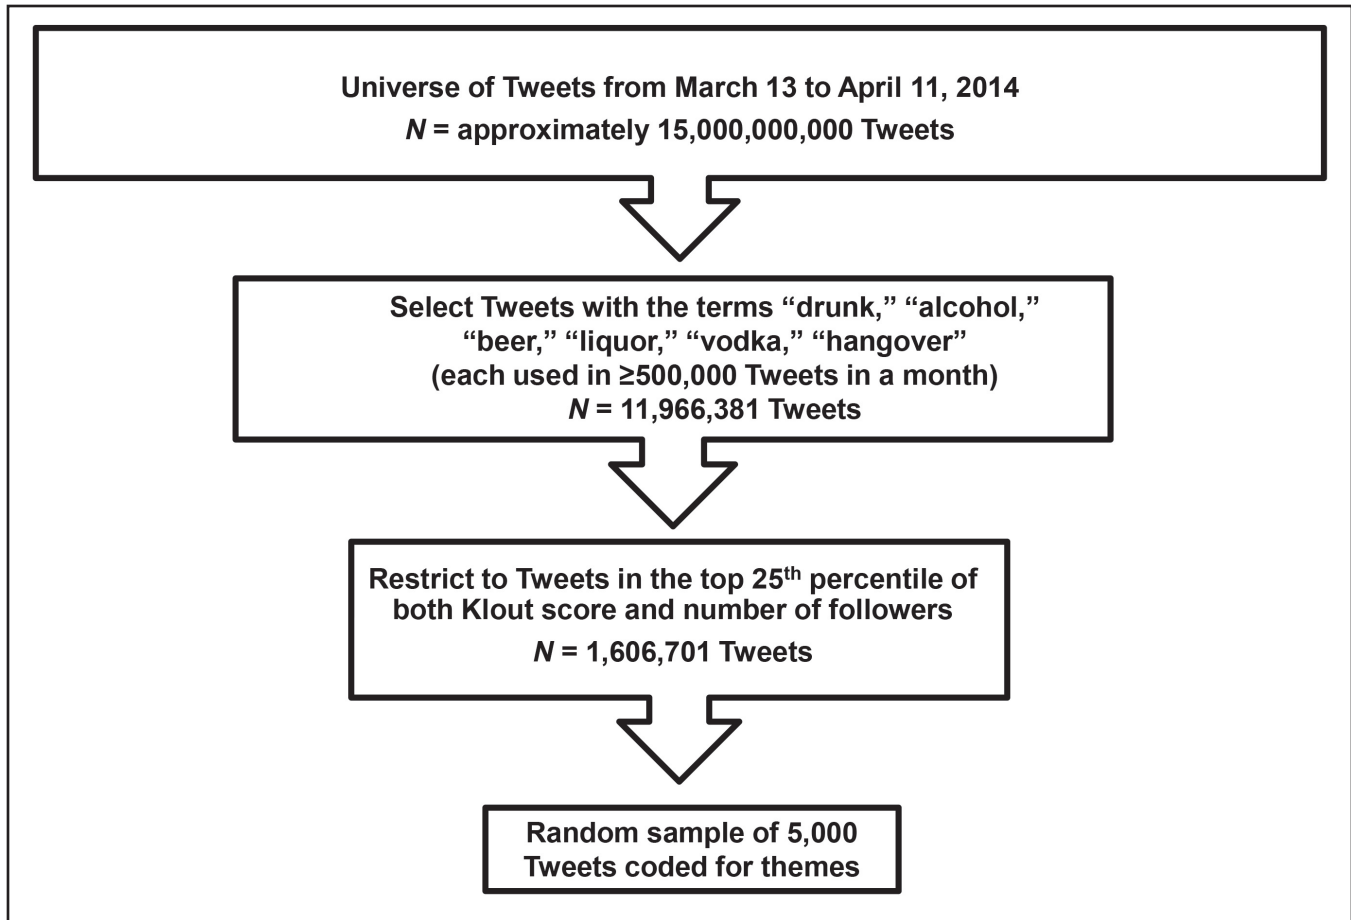 Universe of Tweets from March 13 to April 11, 2014
N = approximately 15,000,000,000 Tweets
Select Tweets with the terms “drunk,” “alcohol,”
“beer,” “liquor,” “vodka,” “hangover”
(each used in ≥500,000 Tweets in a month)
N = 11,966,381 Tweets
Restrict to Tweets in the top 25th percentile of
both Klout score and number of followers
N = 1,606,701 Tweets
Random sample of 5,000
Tweets coded for themes